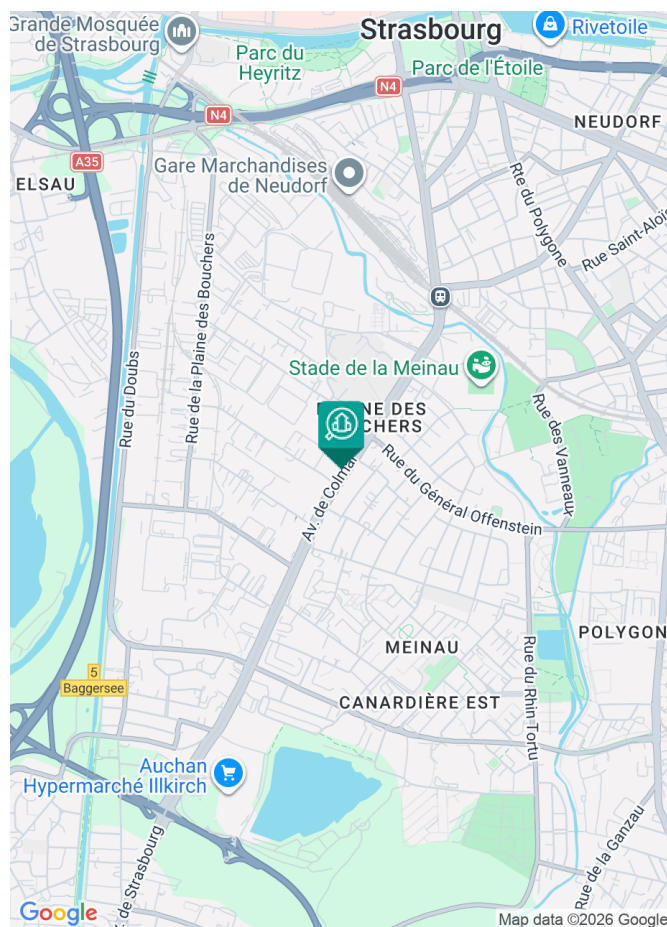 Grande Mosquée
de Strasbourg
Strasbourg
Rivetoile
Parc du
Heyritz
Parc de l'Étoile
N4
N4
NEUDORF
A35
ELSAU
Gare Marchandises
de Neudorf
Rte du Polygone
Rue Saint-Alois
Rue de la Plaine des Bouchers
Rue du Doubs
Stade de la Meinau
NE DES
CHERS
Rue des Vanneaux
Av. de Colmar
Rue du Général Offenstein
MEINAU
POLYGON
Rue du Rhin Tortu
5
Baggersee
CANARDIÈRE EST
Auchan
Hypermarché Illkirch
de Strasbourg
Rue de la Ganzau
Google
Map data ©2026 Google